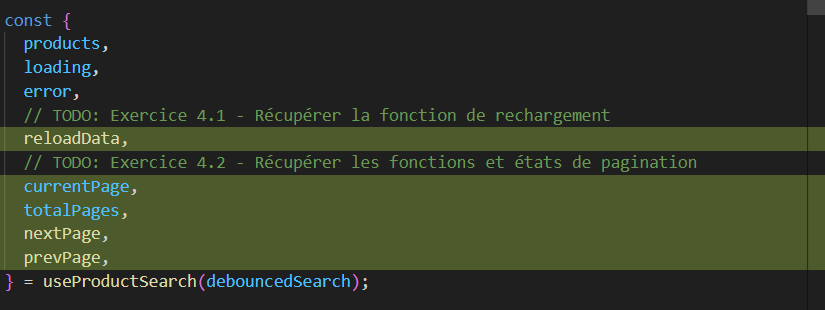 const {
products,
loading,
error,
// TODO: Exercice 4.1 - Récupérer la fonction de rechargement
reloadData,
// TODO: Exercice 4.2 - Récupérer les fonctions et états de pagination
currentPage,
totalPages,
nextPage,
prevPage,
} = useProductSearch(debouncedSearch);